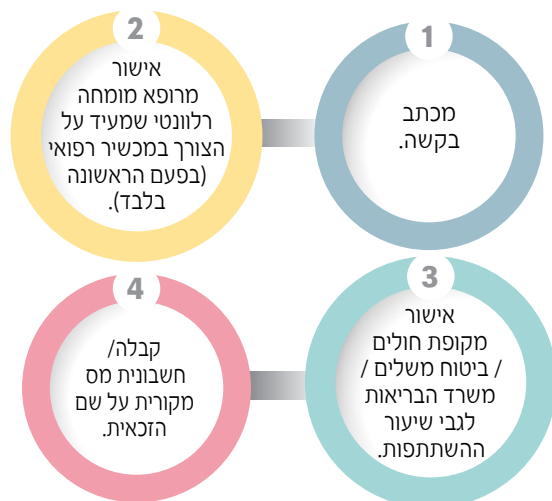 1
מכתב
בקשה.
2
אישור
מרופא מומחה
רלוונטי שמעיד על
הצורך במכשיר רפואי
(בפעם הראשונה
בלבד).
3
אישור
מקופת חולים
/ ביטוח משלים /
משרד הבריאות
לגבי שיעור
ההשתתפות.
4
קבלה/
חשבונית מס
מקורית על שם
הזכאית.